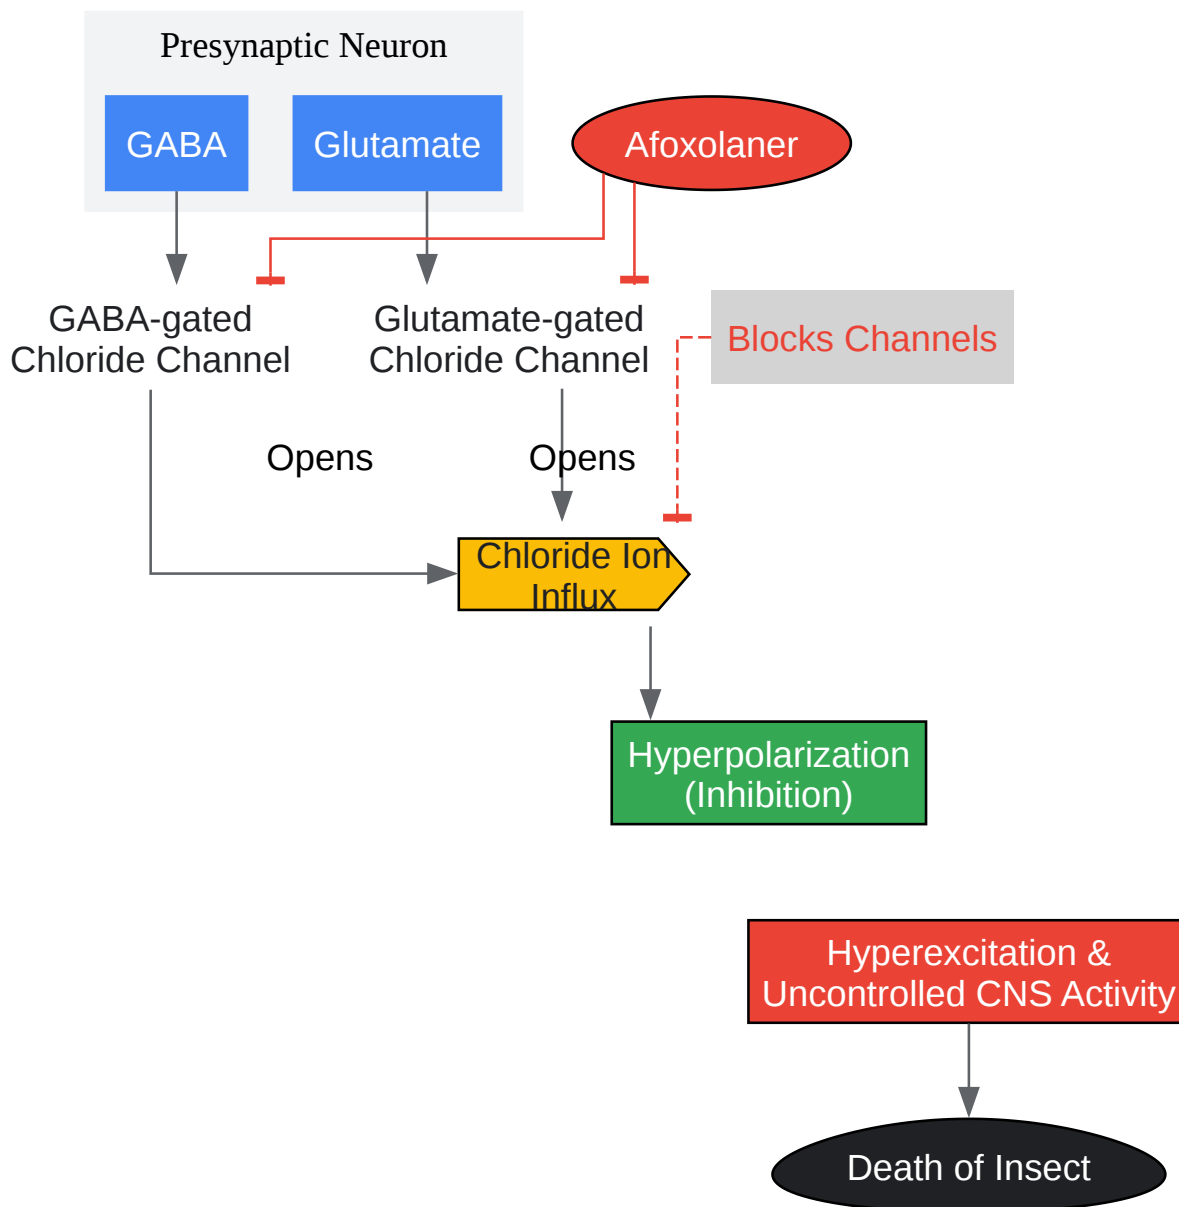 Presynaptic Neuron
GABA
Glutamate
Afoxolaner
GABA-gated
Chloride Channel
Glutamate-gated
Chloride Channel
Blocks Channels
Opens
Opens
Chloride Ion
Influx
Hyperpolarization
(Inhibition)
Hyperexcitation &
Uncontrolled CNS Activity
Death of Insect